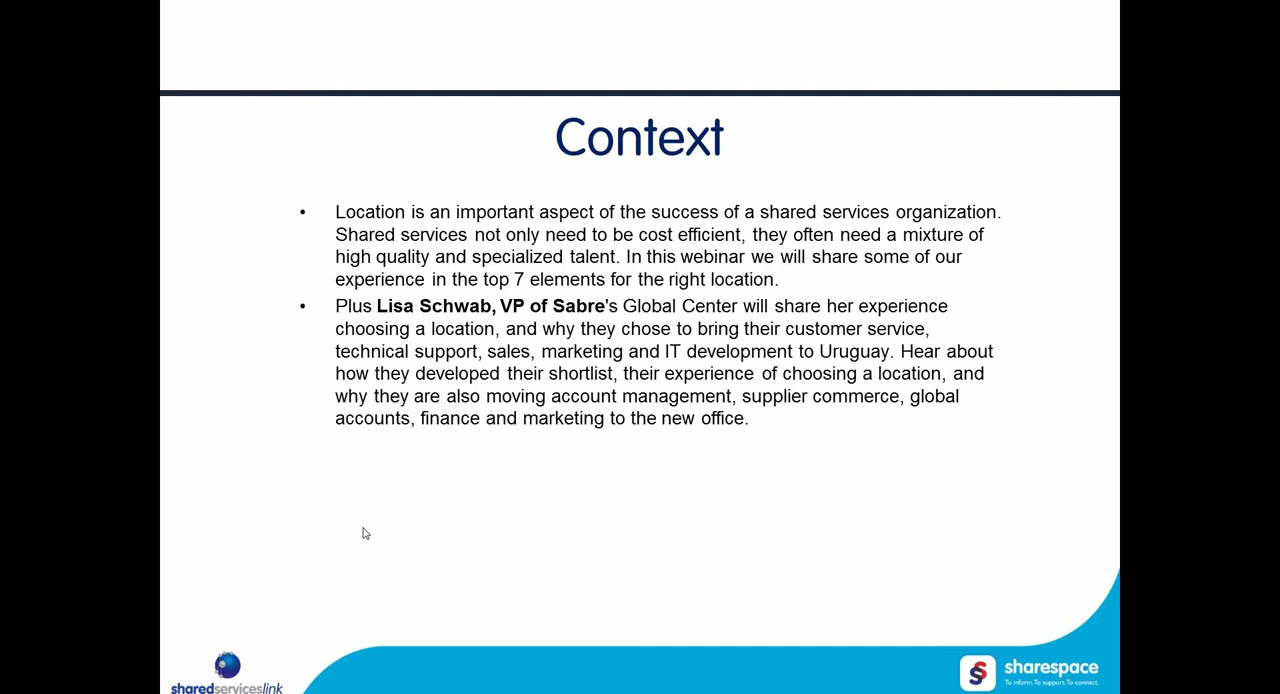 Context
• Location is an important aspect of the success of a shared services organization.
Shared services not only need to be cost efficient, they often need a mixture of
high quality and specialized talent. In this webinar we will share some of our
experience in the top 7 elements for the right location.
• Plus Lisa Schwab, VP of Sabre's Global Center will share her experience
choosing a location, and why they chose to bring their customer service,
technical support, sales, marketing and IT development to Uruguay. Hear about
how they developed their shortlist, their experience of choosing a location, and
why they are also moving account management, supplier commerce, global
accounts, finance and marketing to the new office.
sharedserviceslink
sharespace
To inform. To support. To connect.